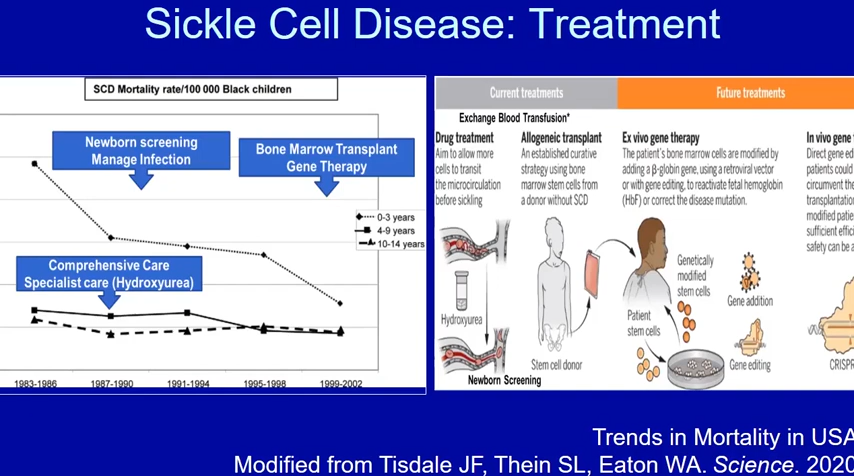 Sickle Cell Disease: Treatment
SCD Mortality rate/100 000 Black children
Newborn screening
Manage Infection
Bone Marrow Transplant
Gene Therapy
0-3 years
4-9 years
10-14 years
Comprehensive Care
Specialist care (Hydroxyurea)
1983-1986
1987-1990
1991-1994
1995-1998
1999-2002
Current treatments
Future treatments
Exchange Blood Transfusion*
Drug treatment
Aim to allow more
cells to transit
the microcirculation
before sickling
Allogeneic transplant
An established curative
strategy using bone
marrow stem cells from
a donor without SCD
Ex vivo gene therapy
The patient's bone marrow cells are modified by
adding a β-globin gene, using a retroviral vector
or with gene editing, to reactivate fetal hemoglobin
(HbF) or correct the disease mutation.
In vivo gene
Direct gene ed
patients could
circumvent the
transplantation
modified patie
sufficient effici
safety can be a
Hydroxyurea
Newborn Screening
Stem cell donor
Patient
stem cells
Genetically
modified
stem cells
Gene addition
Gene editing
CRISPR
Trends in Mortality in USA
Modified from Tisdale JF, Thein SL, Eaton WA. Science. 2020